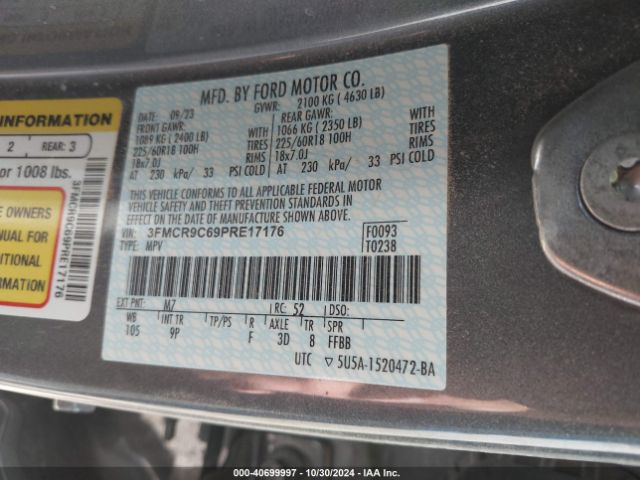 MFD. BY FORD MOTOR CO.
DATE: 09/23 GVWR: 2100 KG ( 4630 LB)
FRONT GAWR: REAR GAWR:
1089 KG ( 2400 LB) WITH 1066 KG ( 2350 LB) WITH
225/60R18 100H TIRES 225/60R18 100H TIRES
18x7.0J RIMS 18x7.0J RIMS
AT 230 kPa/ 33 PSI COLD AT 230 kPa/ 33 PSI COLD
THIS VEHICLE CONFORMS TO ALL APPLICABLE FEDERAL MOTOR
VEHICLE SAFETY AND THEFT PREVENTION STANDARDS
IN EFFECT ON THE DATE OF MANUFACTURE SHOWN ABOVE.
VIN: 3FMCR9C69PRE17176 F0093
TYPE: MPV T0238
EXT PNT: M7 RC: 52 DSO:
WB INT TR TP/PS R AXLE TR SPR
105 9P F 3D 8 FFBB
UTC ▽ 5U5A-1520472-BA
INFORMATION
2 REAR: 3
or 1008 lbs.
3FMCR9C69PRE17176
OWNERS
MANUAL FOR
ADDITIONAL
INFORMATION
000-40699997 - 10/30/2024 - IAA Inc.